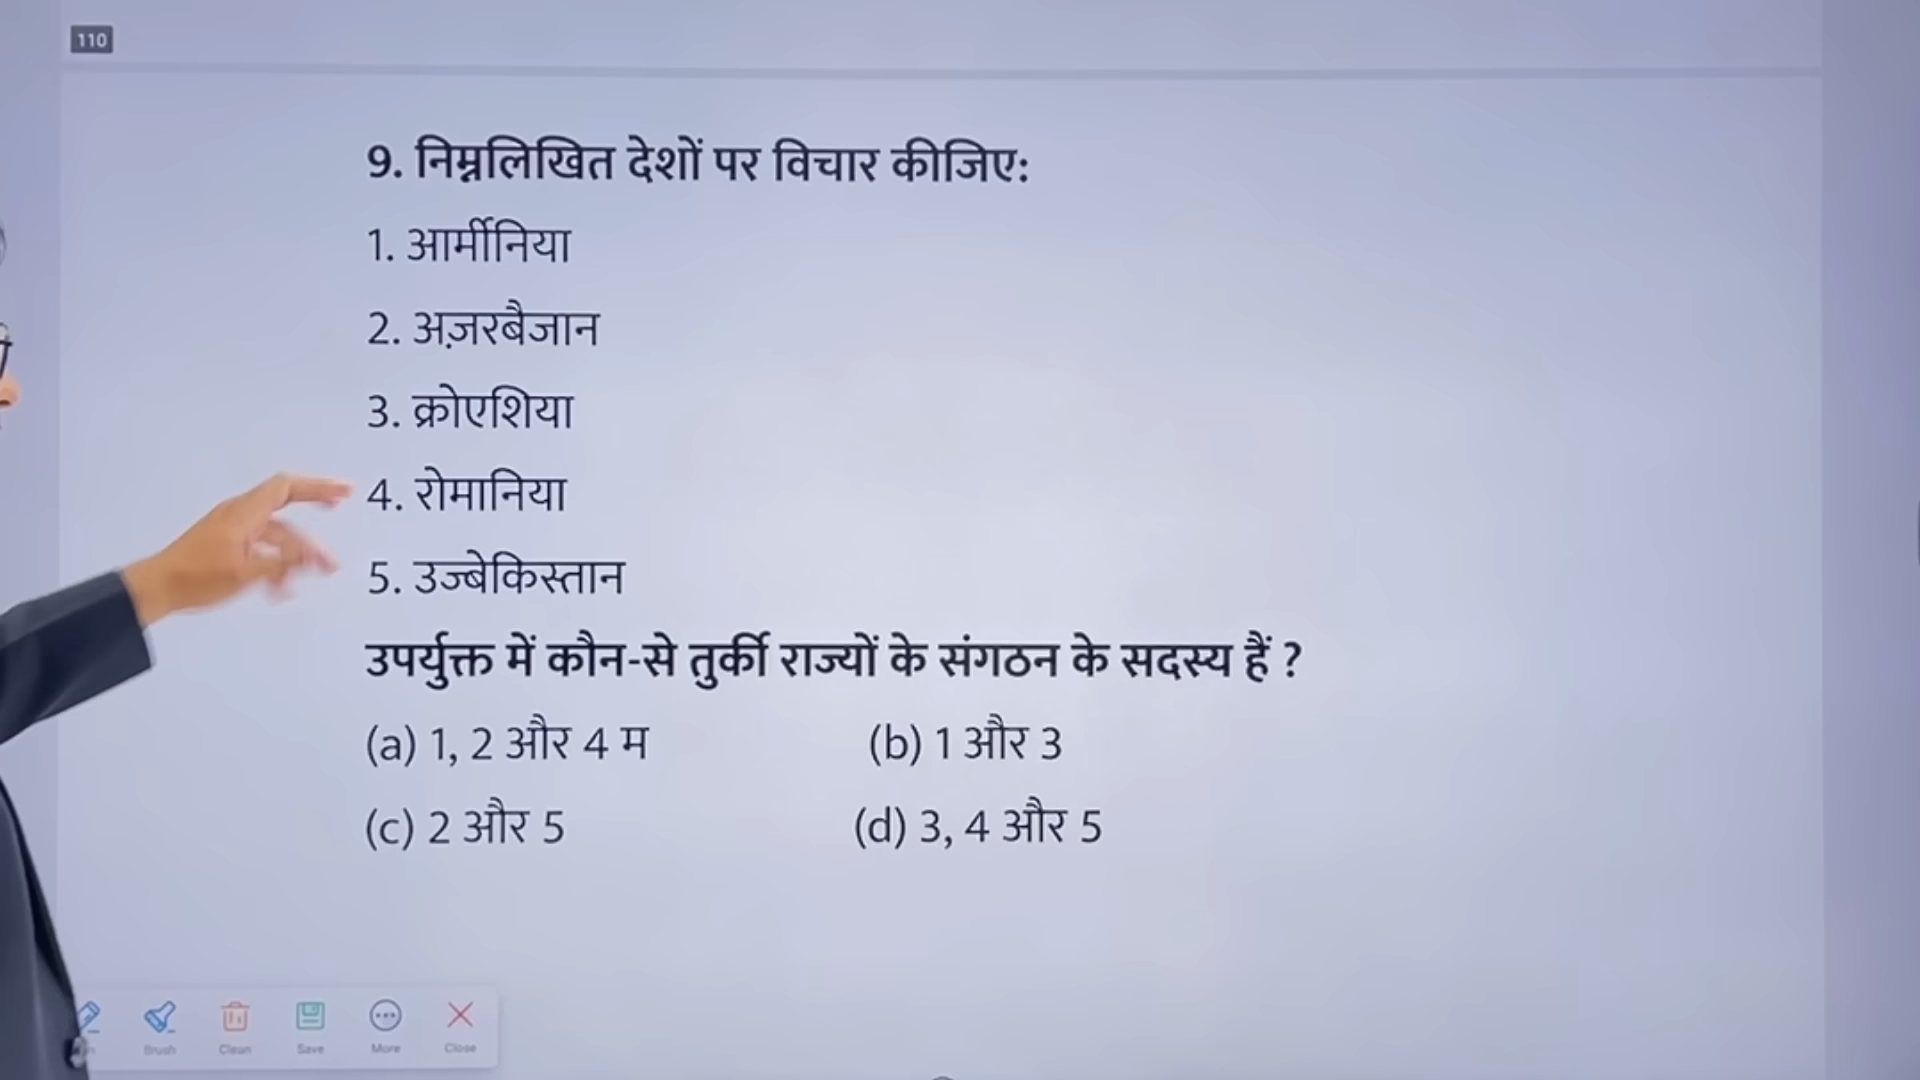 110
9. निम्नलिखित देशों पर विचार कीजिए:
1. आर्मीनिया
2. अज़रबैजान
3. क्रोएशिया
4. रोमानिया
5. उज्बेकिस्तान
उपर्युक्त में कौन-से तुर्की राज्यों के संगठन के सदस्य हैं ?
(a) 1, 2 और 4 म (b) 1 और 3
(c) 2 और 5 (d) 3, 4 और 5
Brush Clean Save More Close